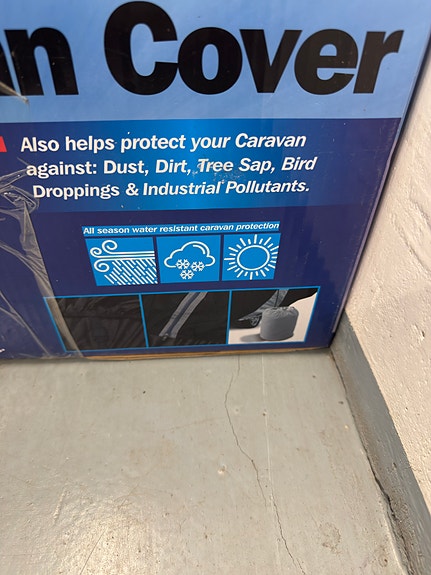 n Cover
Also helps protect your Caravan
against: Dust, Dirt, Tree Sap, Bird
Droppings & Industrial Pollutants.
All season water resistant caravan protection